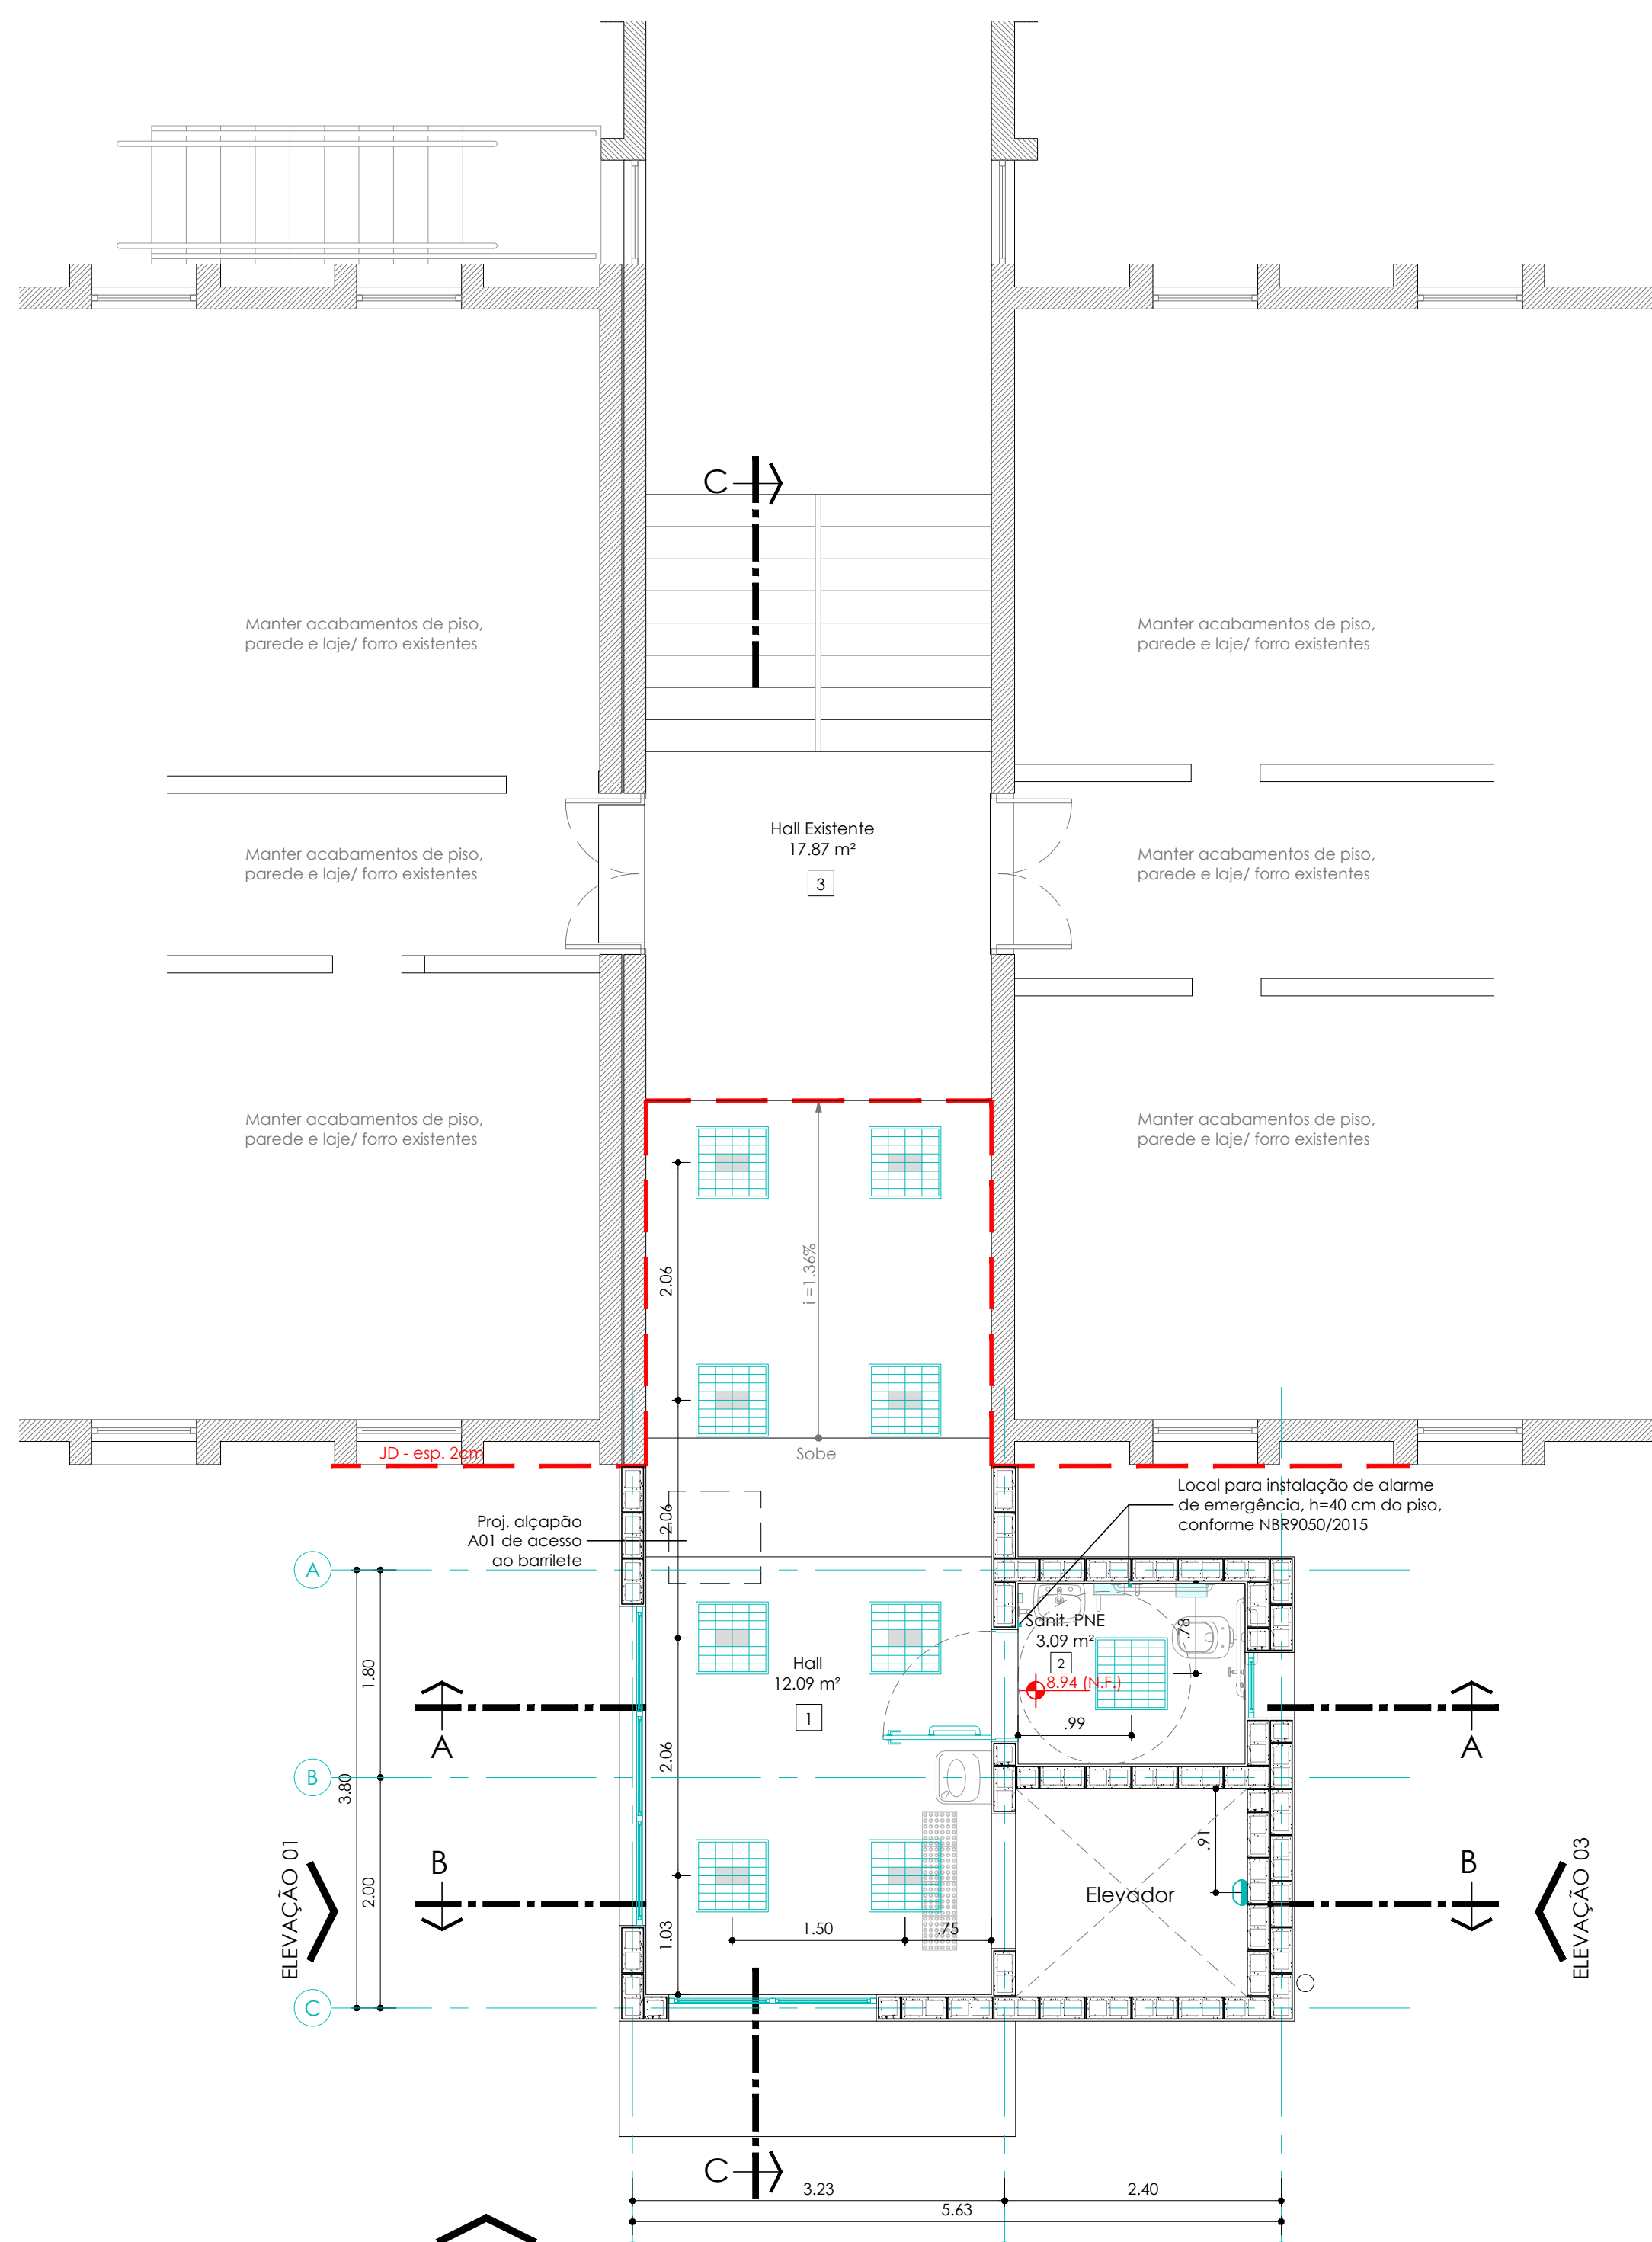 C
Manter acabamentos de piso,
parede e laje/ forro existentes
Manter acabamentos de piso,
parede e laje/ forro existentes
Hall Existente
17.87 m²
3
Manter acabamentos de piso,
parede e laje/ forro existentes
Manter acabamentos de piso,
parede e laje/ forro existentes
Manter acabamentos de piso,
parede e laje/ forro existentes
Manter acabamentos de piso,
parede e laje/ forro existentes
2.06
i =1.36%
JD - esp. 2cm
Sobe
Local para instalação de alarme
de emergência, h=40 cm do piso,
conforme NBR9050/2015
2.06
Proj. alçapão
A01 de acesso
ao barrilete
A
Sanit. PNE
3.09 m²
2
.78
8.94 (N.F.)
.99
Hall
12.09 m²
1
1.80
A
A
2.06
B
3.80
.91
ELEVAÇÃO 01
B
2.00
Elevador
B
ELEVAÇÃO 03
1.03
1.50
.75
C
C
3.23
2.40
5.63